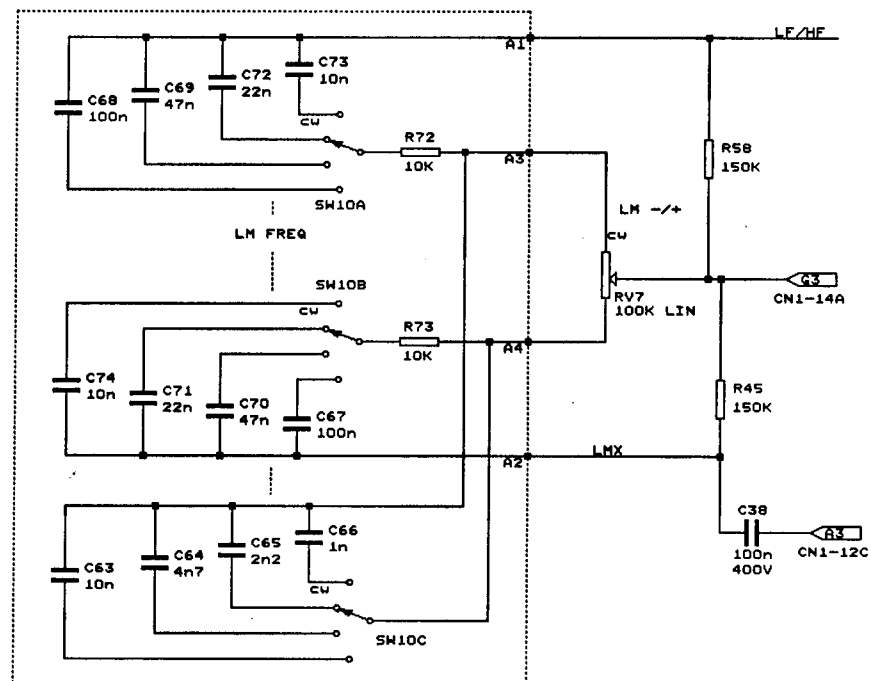 A1
LF/HF
C73
10n
C72
22n
C69
47n
C68
100n
cw
R72
10K
A3
R58
150K
SW10A
LM FREQ
LM -/+
cw
RV7
100K LIN
G3
CN1-14A
SW10B
cw
R73
10K
A4
C74
10n
C71
22n
C70
47n
C67
100n
R45
150K
A2
LMX
C38
100n
400V
A3
CN1-12C
C66
1n
C65
2n2
C64
4n7
C63
10n
cw
SW10C